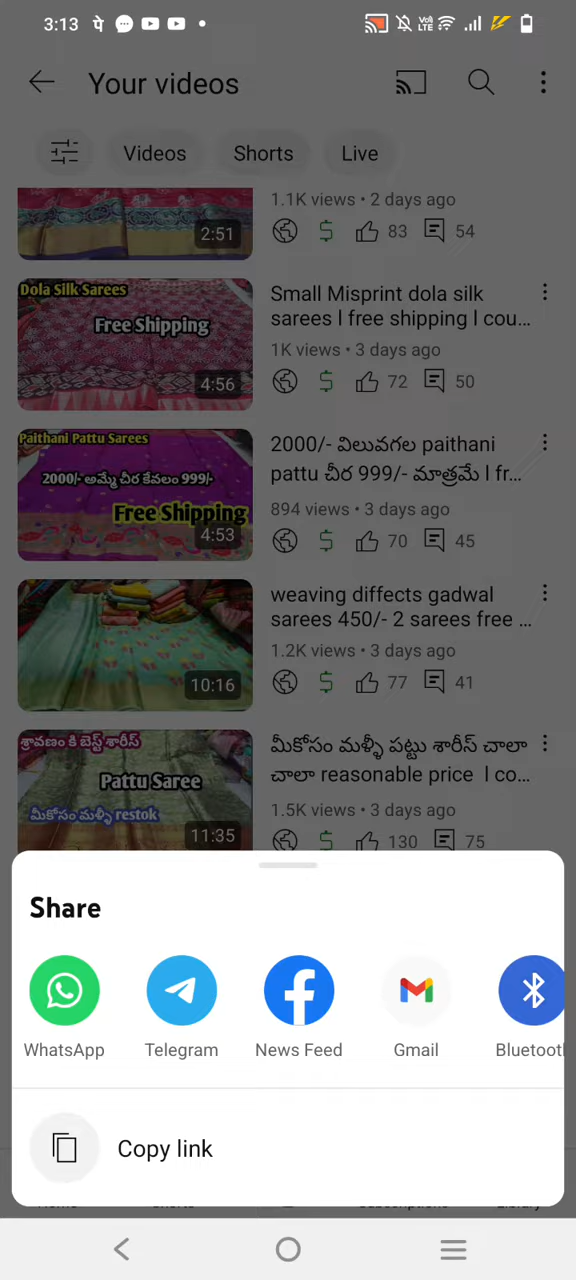 3:13
Your videos
Videos
Shorts
Live
2:51
1.1K views • 2 days ago
83
54
Dola Silk Sarees
Free Shipping
4:56
Small Misprint dola silk
sarees l free shipping l cou...
1K views • 3 days ago
72
50
Paithani Pattu Sarees
2000/- అమ్మే చీర కేవలం 999/-
Free Shipping
4:53
2000/- విలువగల paithani
pattu చీర 999/- మాత్రమే l fr...
894 views • 3 days ago
70
45
10:16
weaving diffects gadwal
sarees 450/- 2 sarees free ...
1.2K views • 3 days ago
77
41
శ్రావణం కి బెస్ట్ శారీస్
Pattu Saree
మీకోసం మళ్ళీ restok
11:35
మీకోసం మళ్ళీ పట్టు శారీస్ చాలా
చాలా reasonable price l co...
1.5K views • 3 days ago
130
75
Share
WhatsApp
Telegram
News Feed
Gmail
Bluetoot
Copy link